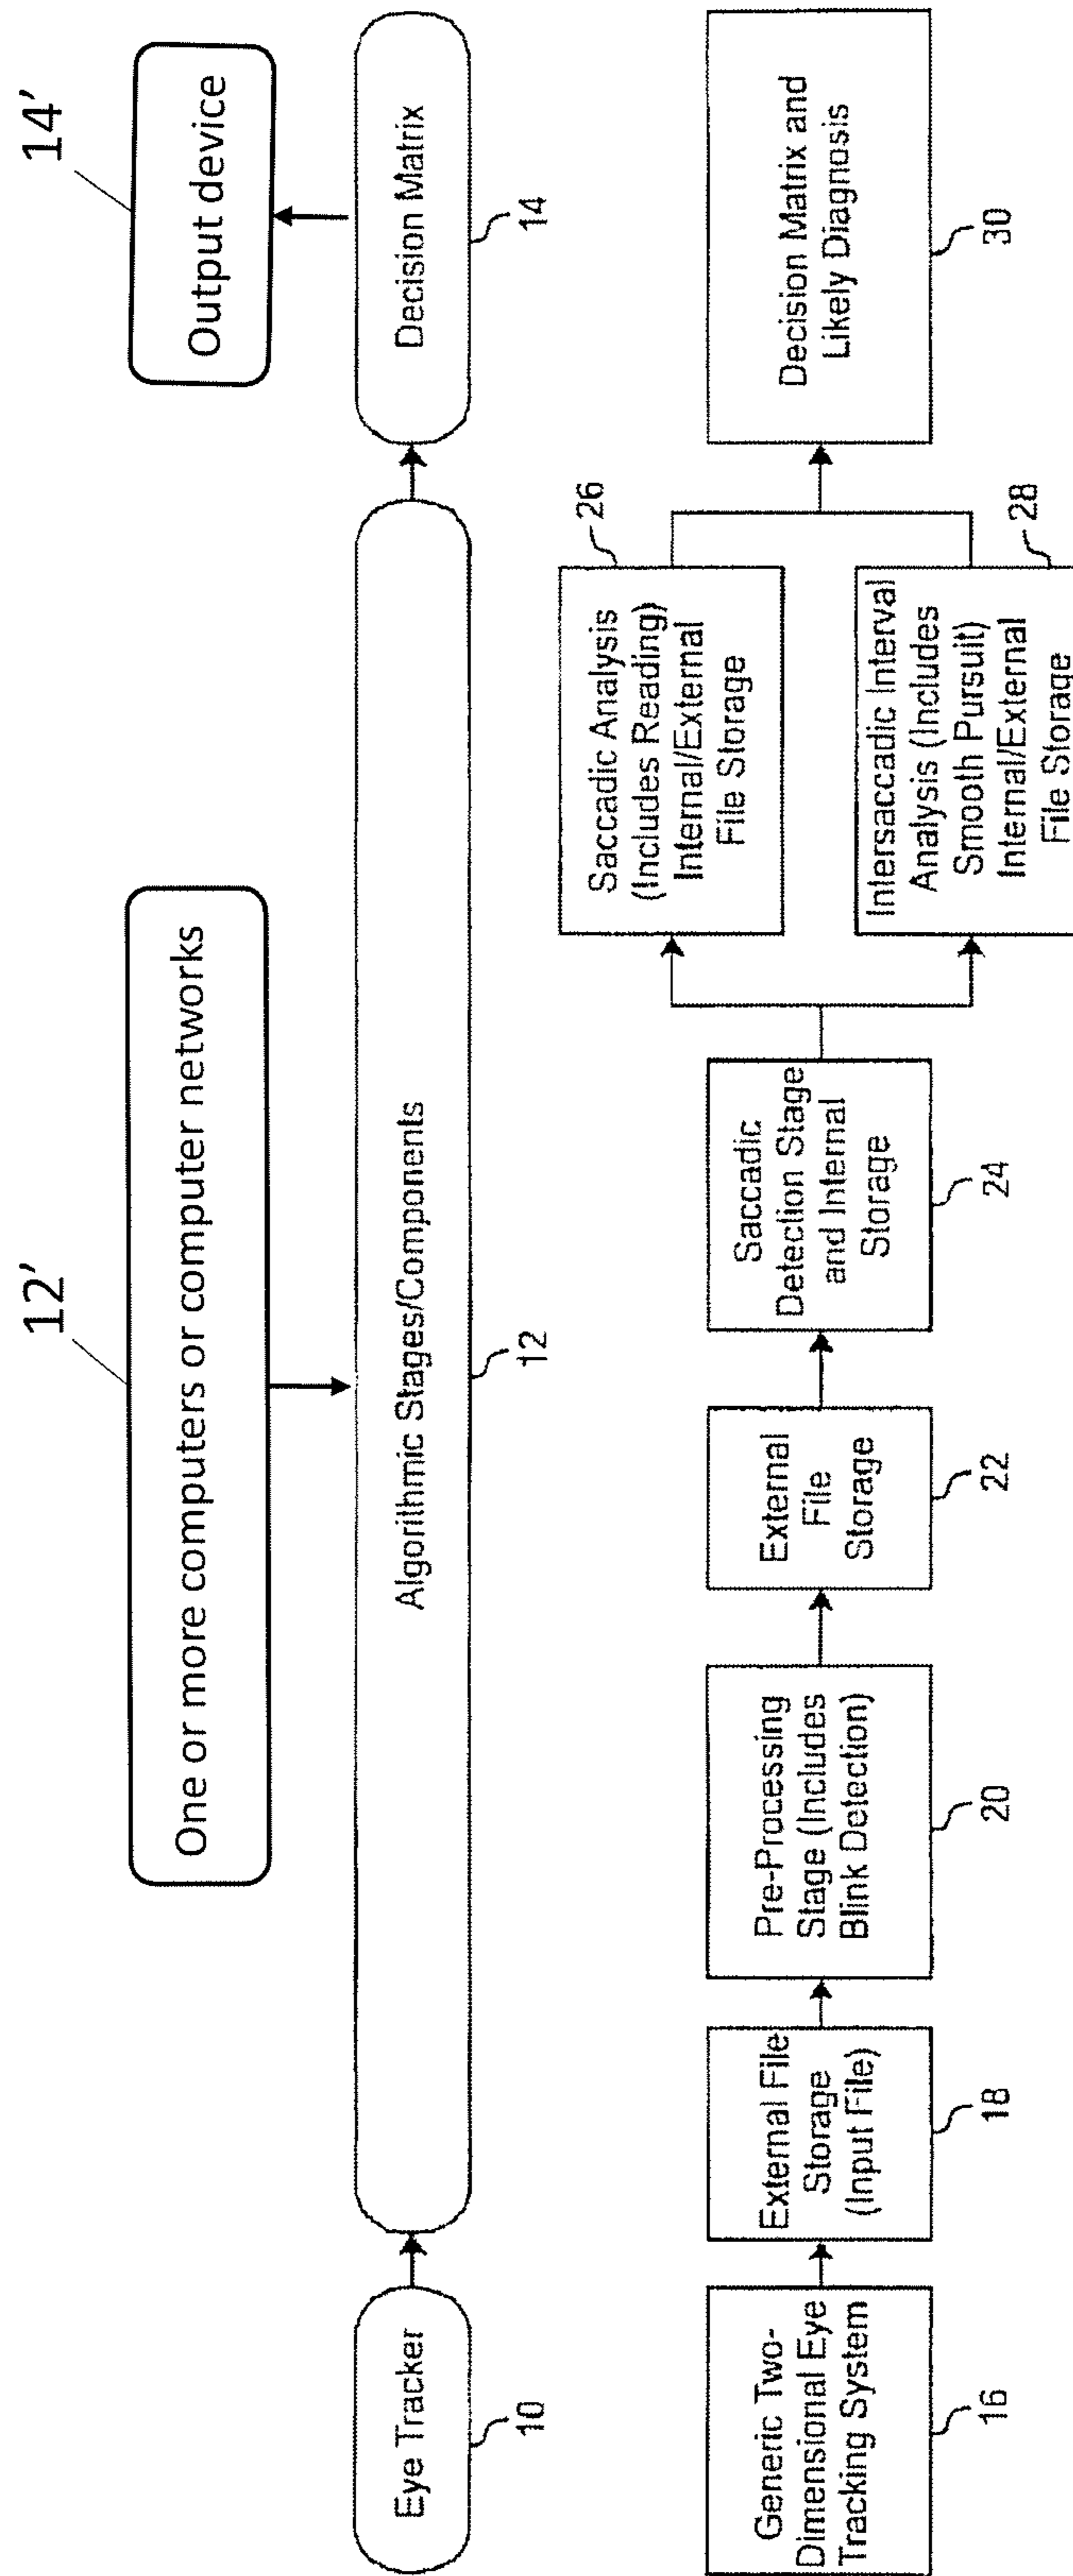 12'
14'
One or more computers or computer networks
Output device
Eye Tracker
10
Algorithmic Stages/Components
12
Decision Matrix
14
Generic Two-
Dimensional Eye
Tracking System
16
External File
Storage
(Input File)
18
Pre-Processing
Stage (Includes
Blink Detection)
20
External
File
Storage
22
Saccadic
Detection Stage
and Internal
Storage
24
Saccadic Analysis
(Includes Reading)
Internal/External
File Storage
26
Intersaccadic Interval
Analysis (Includes
Smooth Pursuit)
Internal/External
File Storage
28
Decision Matrix and
Likely Diagnosis
30